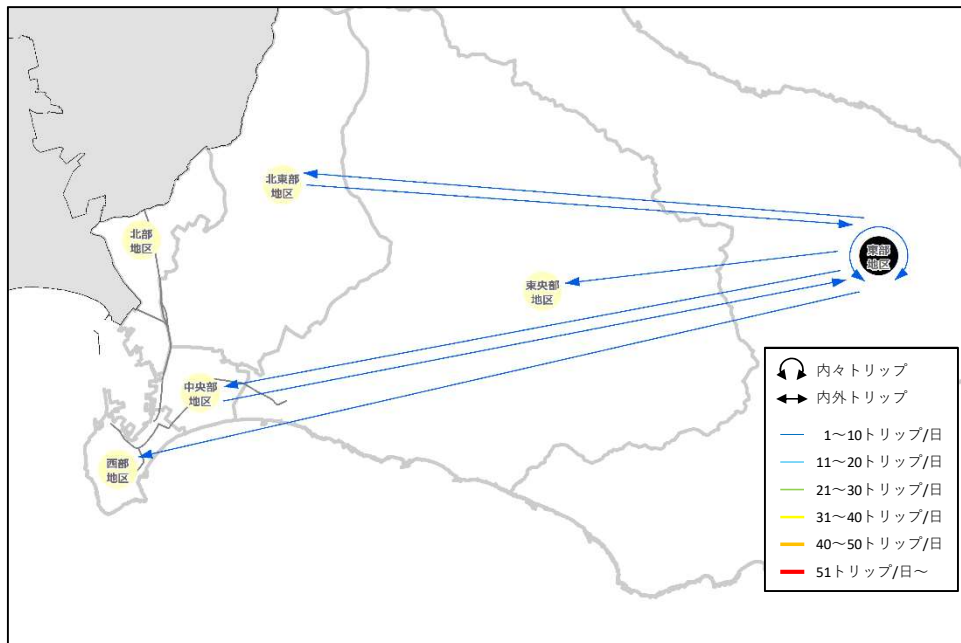 北東部
地区
北部
地区
東部
地区
東央部
地区
中央部
地区
西部
地区
内々トリップ
内外トリップ
1～10トリップ/日
11～20トリップ/日
21～30トリップ/日
31～40トリップ/日
40～50トリップ/日
51トリップ/日～